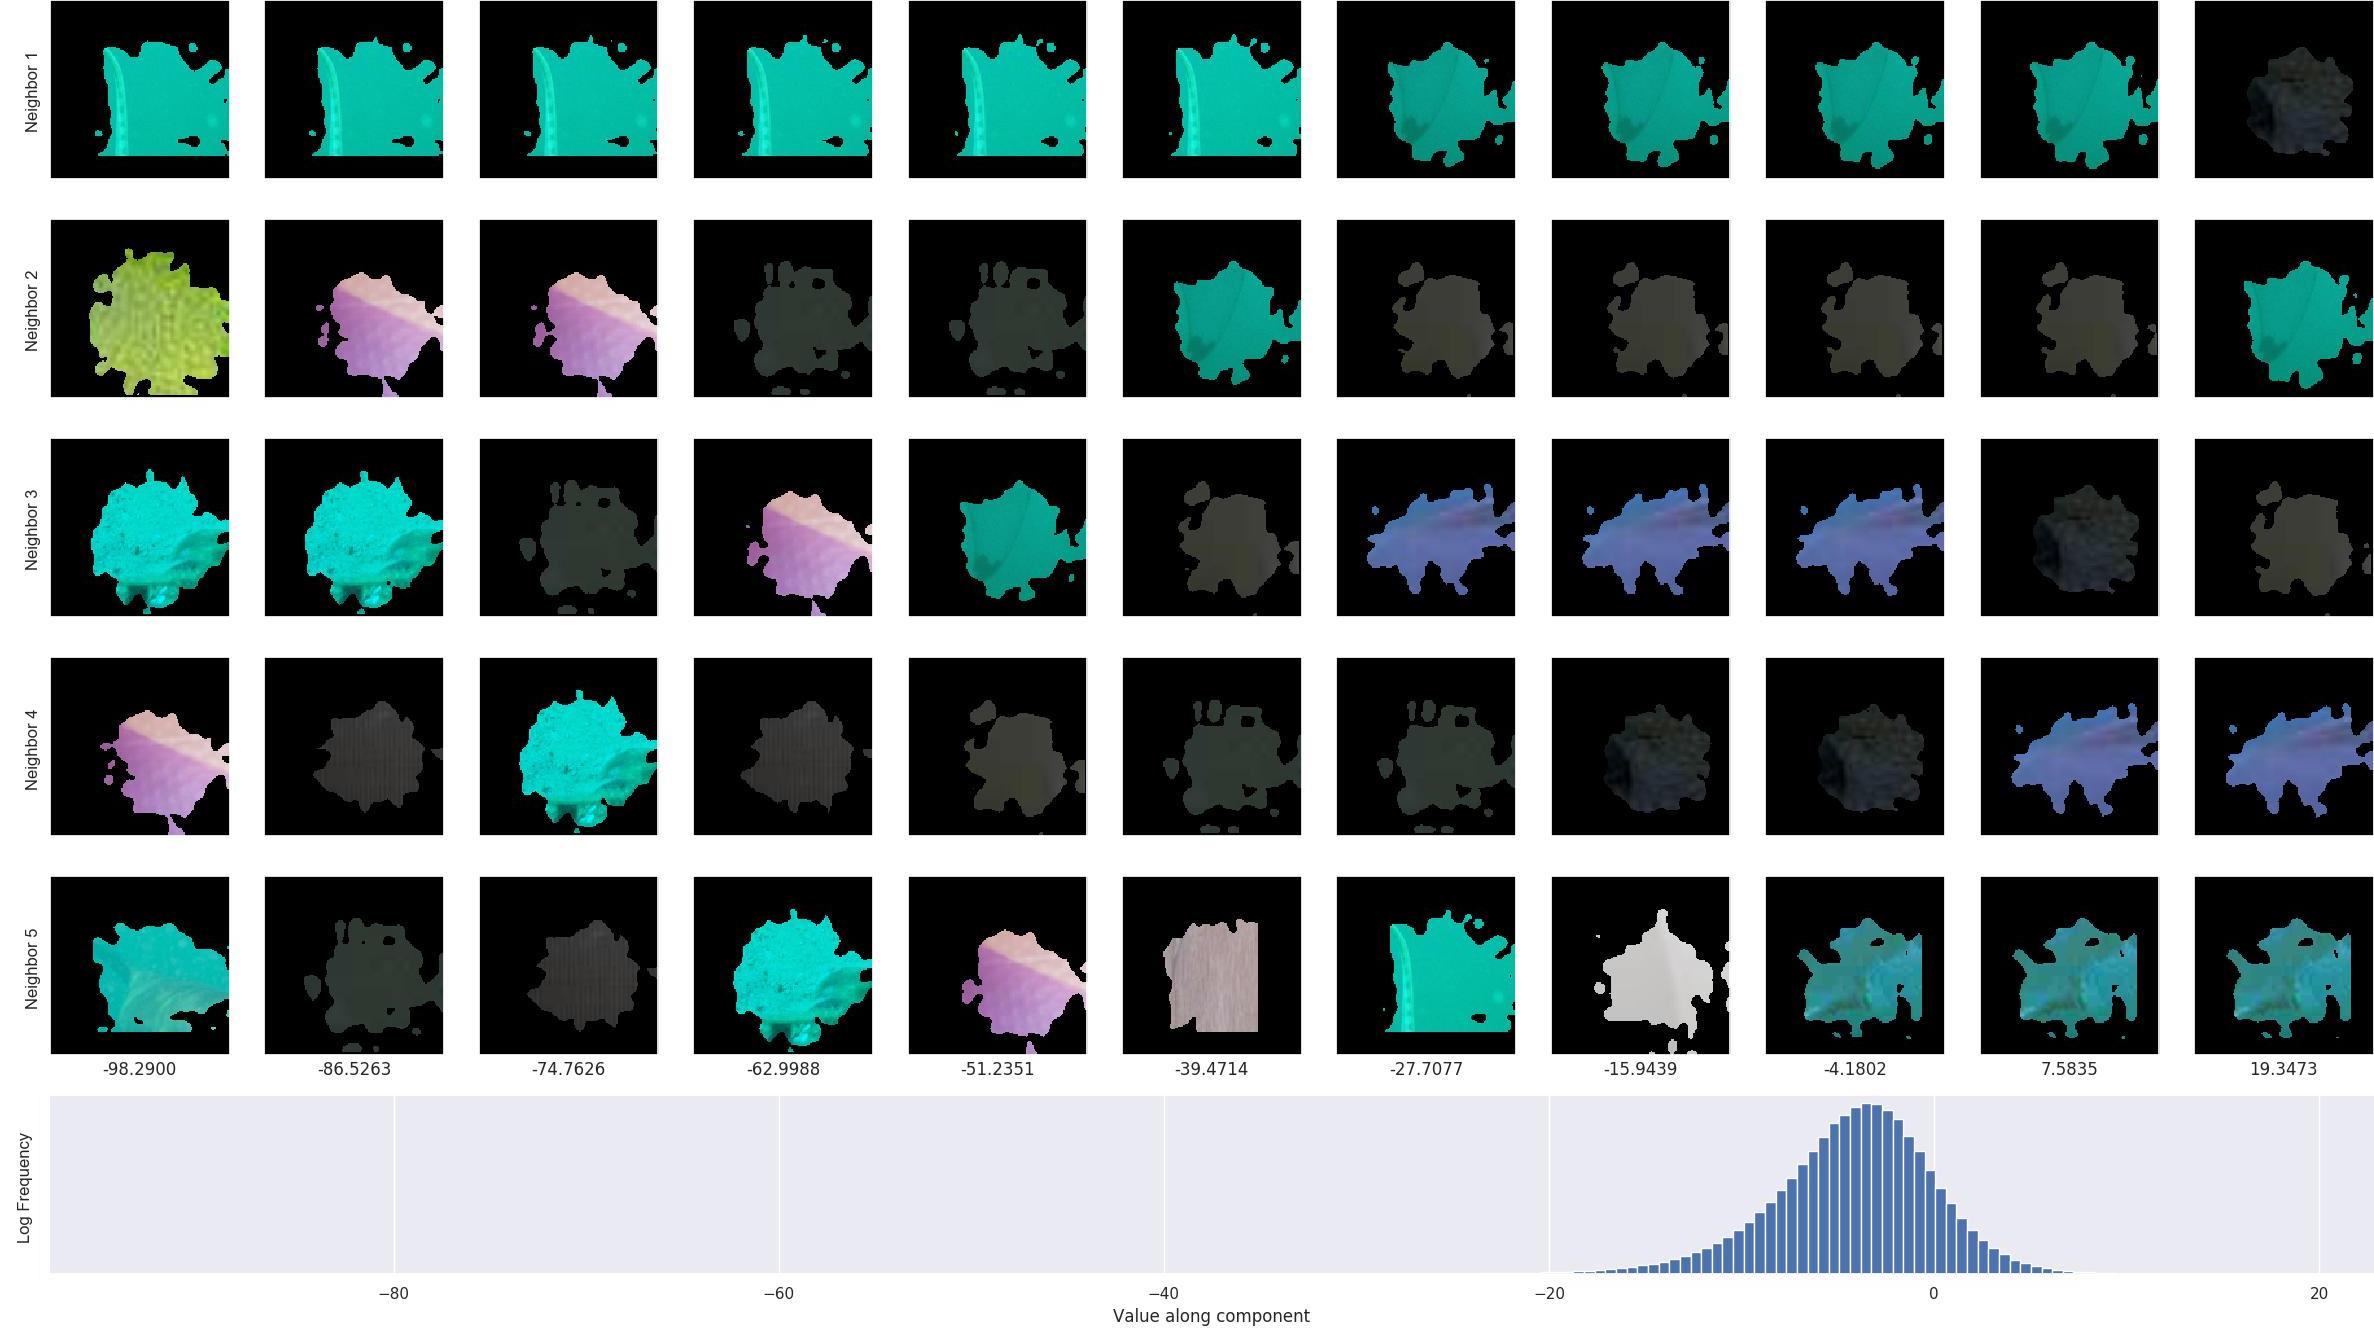 Neighbor 1
Neighbor 2
Neighbor 3
Neighbor 4
Neighbor 5
-98.2900 -86.5263 -74.7626 -62.9988 -51.2351 -39.4714 -27.7077 -15.9439 -4.1802 7.5835 19.3473
Log Frequency
−80 −60 −40 −20 0 20
Value along component